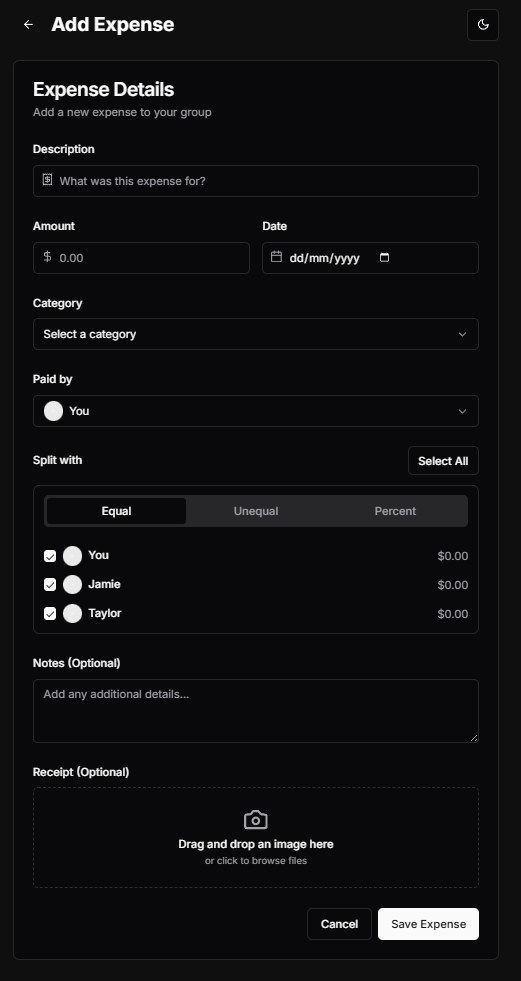 Add Expense
Expense Details
Add a new expense to your group
Description
What was this expense for?
Amount Date
$ 0.00 dd/mm/yyyy
Category
Select a category
Paid by
You
Split with Select All
Equal Unequal Percent
You $0.00
Jamie $0.00
Taylor $0.00
Notes (Optional)
Add any additional details...
Receipt (Optional)
Drag and drop an image here
or click to browse files
Cancel Save Expense